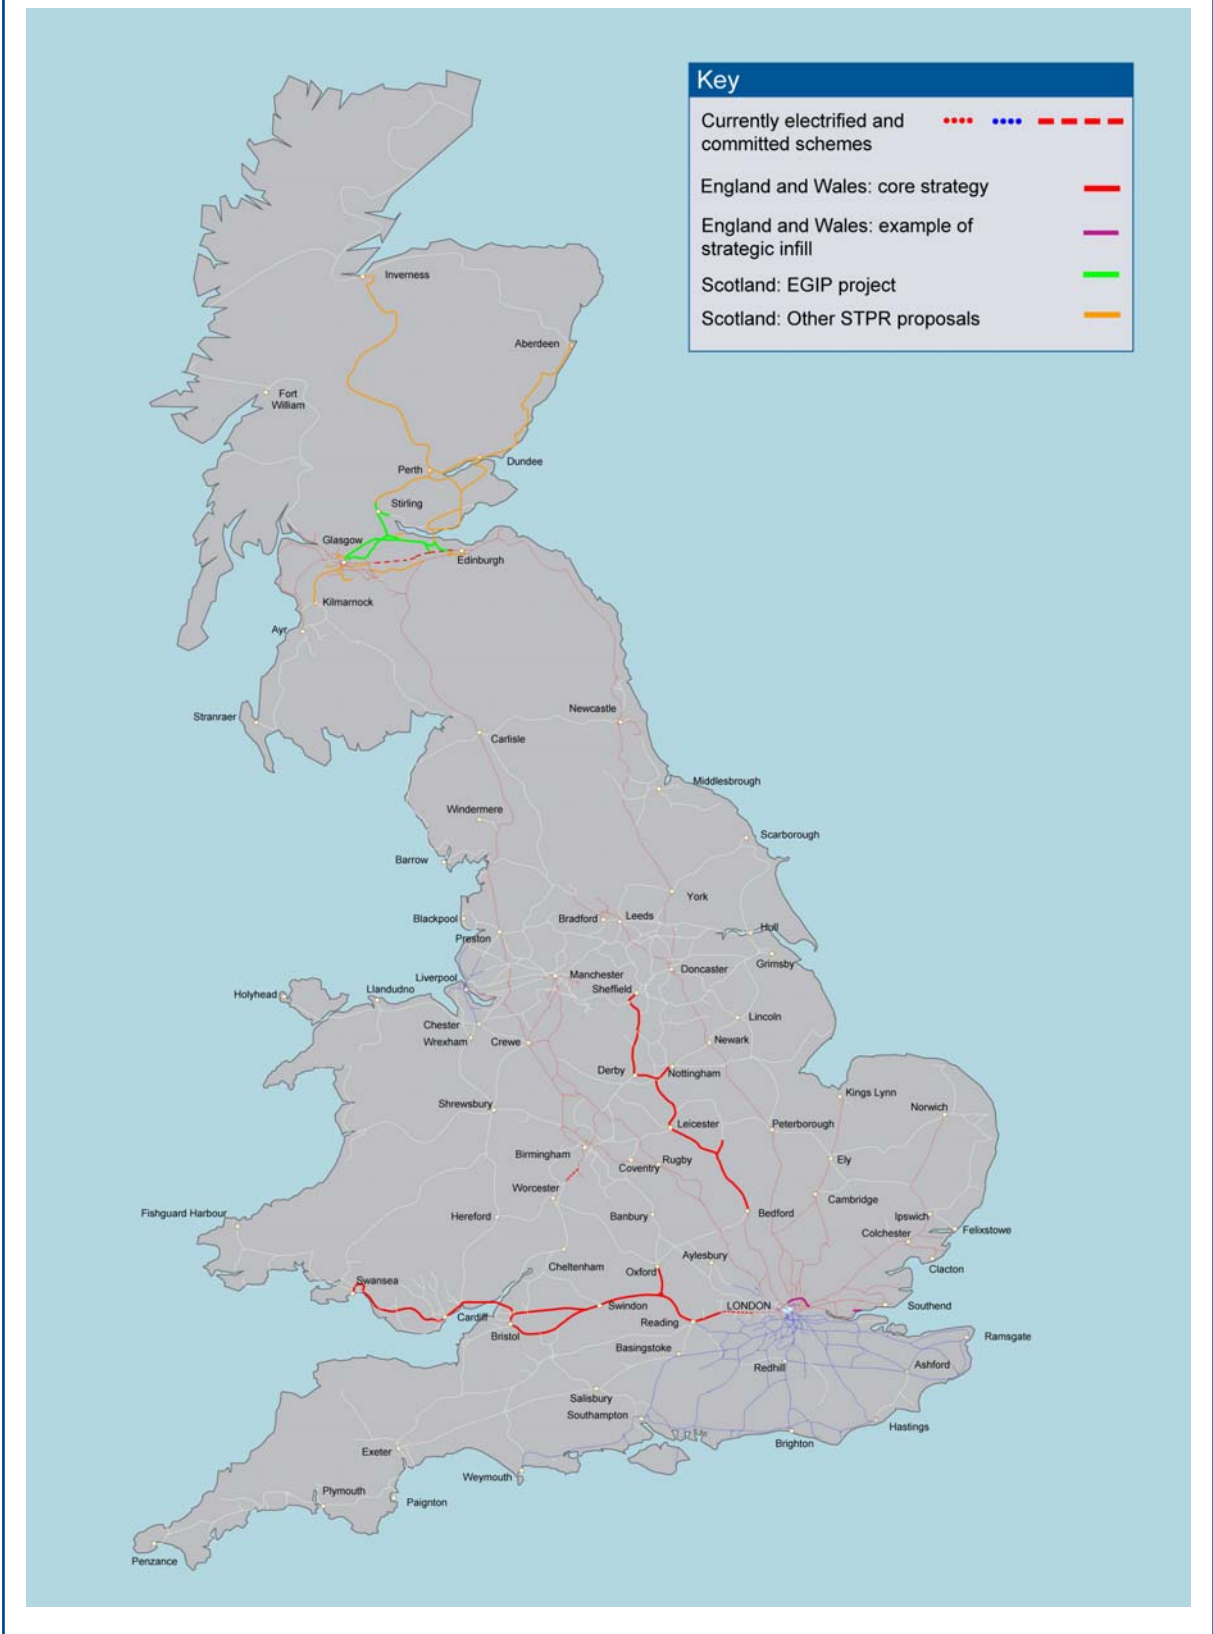 Key
Currently electrified and
committed schemes
England and Wales: core strategy
England and Wales: example of
strategic infill
Scotland: EGIP project
Scotland: Other STPR proposals
Inverness
Aberdeen
Fort
William
Dundee
Perth
Stirling
Glasgow
Edinburgh
Kilmarnock
Ayr
Newcastle
Stranraer
Carlisle
Middlesbrough
Windermere
Scarborough
Barrow
York
Blackpool
Bradford
Leeds
Hull
Preston
Grimsby
Doncaster
Manchester
Liverpool
Sheffield
Llandudno
Holyhead
Lincoln
Chester
Wrexham
Crewe
Newark
Derby
Nottingham
Kings Lynn
Shrewsbury
Norwich
Leicester
Peterborough
Birmingham
Rugby
Ely
Coventry
Worcester
Cambridge
Fishguard Harbour
Hereford
Banbury
Bedford
Ipswich
Felixstowe
Colchester
Aylesbury
Cheltenham
Oxford
Clacton
Swansea
Swindon
LONDON
Southend
Cardiff
Reading
Bristol
Ramsgate
Basingstoke
Redhill
Ashford
Salisbury
Southampton
Hastings
Brighton
Exeter
Weymouth
Plymouth
Paignton
Penzance